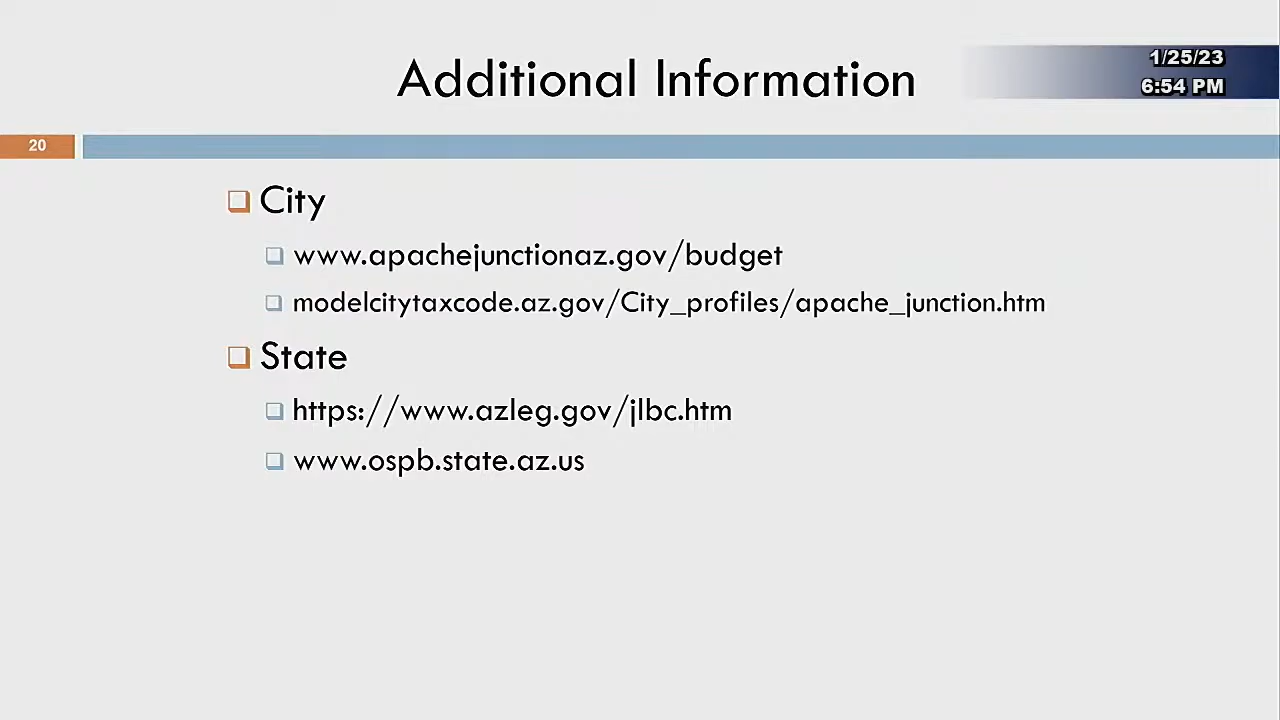 Additional Information
1/25/23
6:54 PM
20
City
www.apachejunctionaz.gov/budget
modelcitytaxcode.az.gov/City_profiles/apache_junction.htm
State
https://www.azleg.gov/jlbc.htm
www.ospb.state.az.us